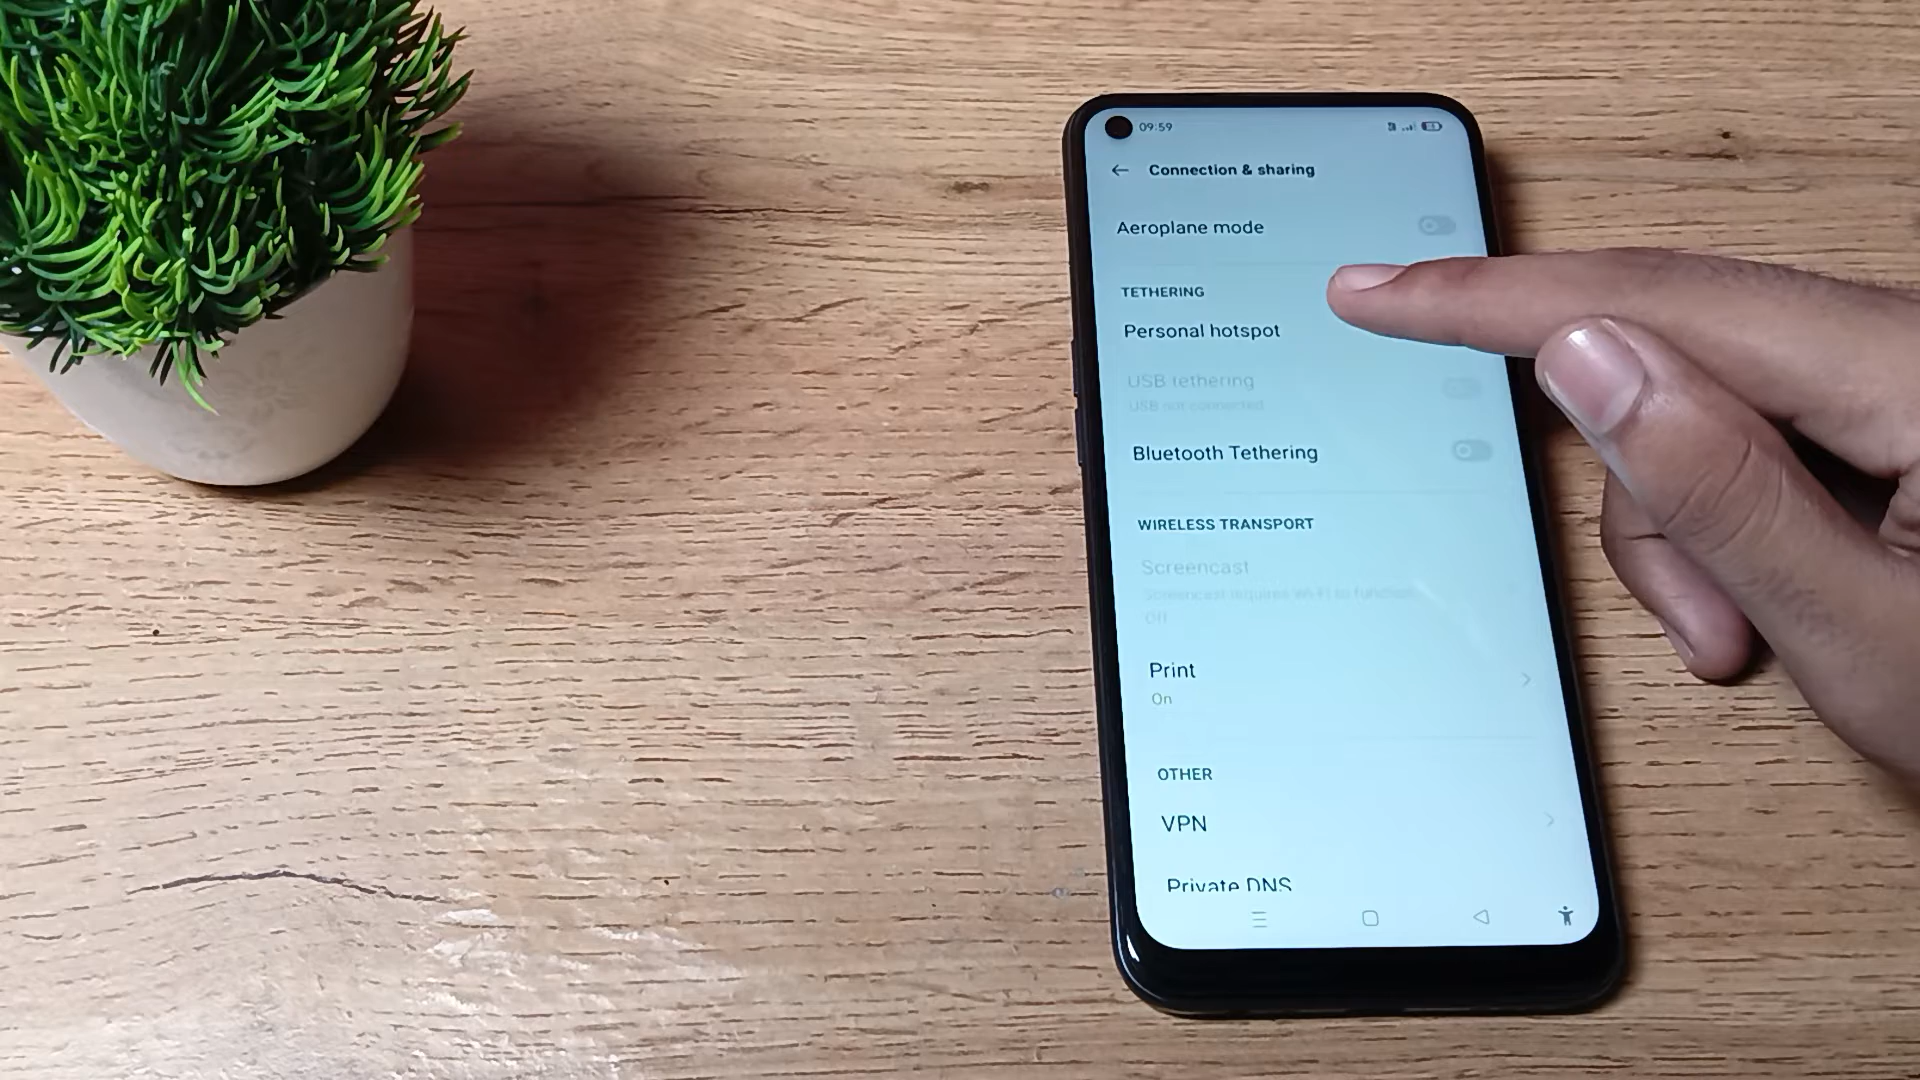 09:59
Connection & sharing
Aeroplane mode
TETHERING
Personal hotspot
USB tethering
USB not connected
Bluetooth Tethering
WIRELESS TRANSPORT
Screencast
Screencast requires Wi-Fi to function
Off
Print
On
OTHER
VPN
Private DNS